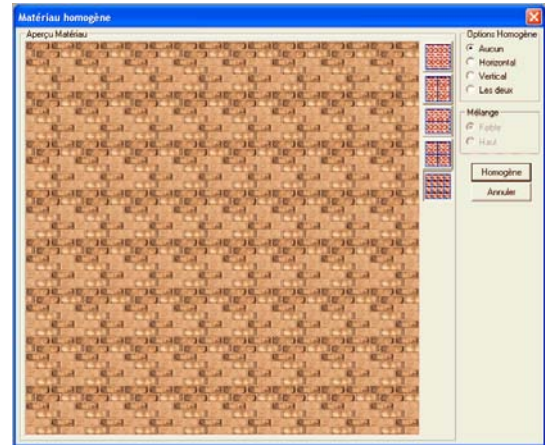 Matériau homogène
Aperçu Matériau
Options Homogène
Aucun
Horizontal
Vertical
Les deux
Mélange
Faible
Haut
Homogène
Annuler